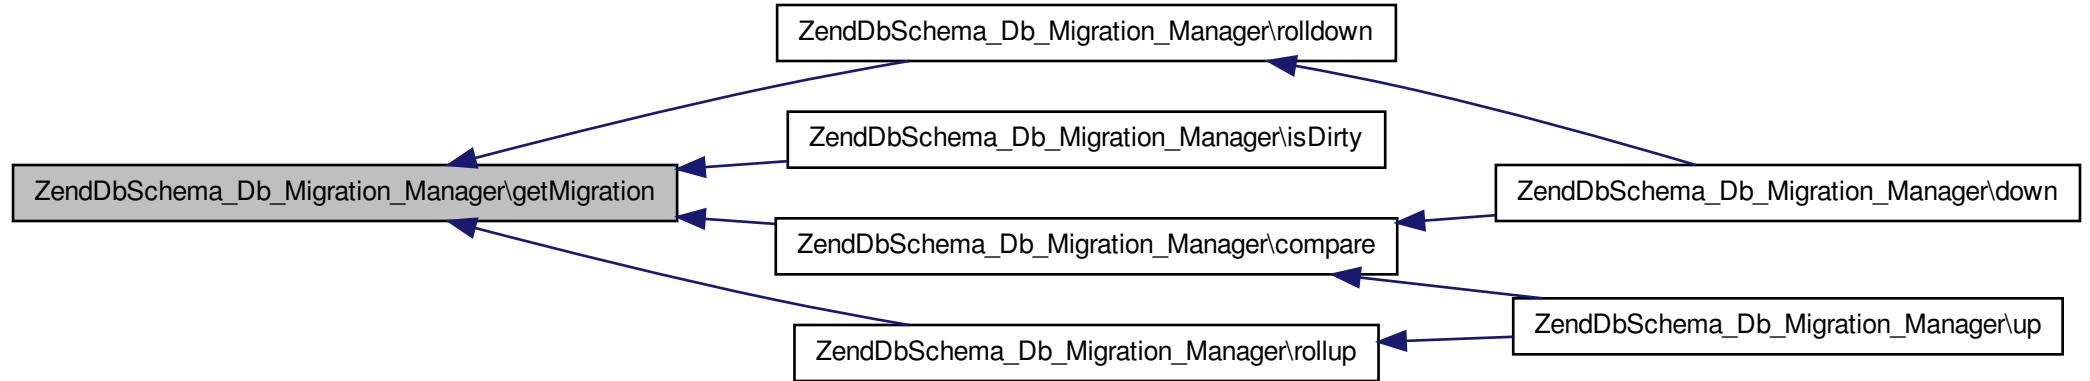 ZendDbSchema_Db_Migration_Manager\rolldown
ZendDbSchema_Db_Migration_Manager\isDirty
ZendDbSchema_Db_Migration_Manager\getMigration
ZendDbSchema_Db_Migration_Manager\down
ZendDbSchema_Db_Migration_Manager\compare
ZendDbSchema_Db_Migration_Manager\up
ZendDbSchema_Db_Migration_Manager\rollup